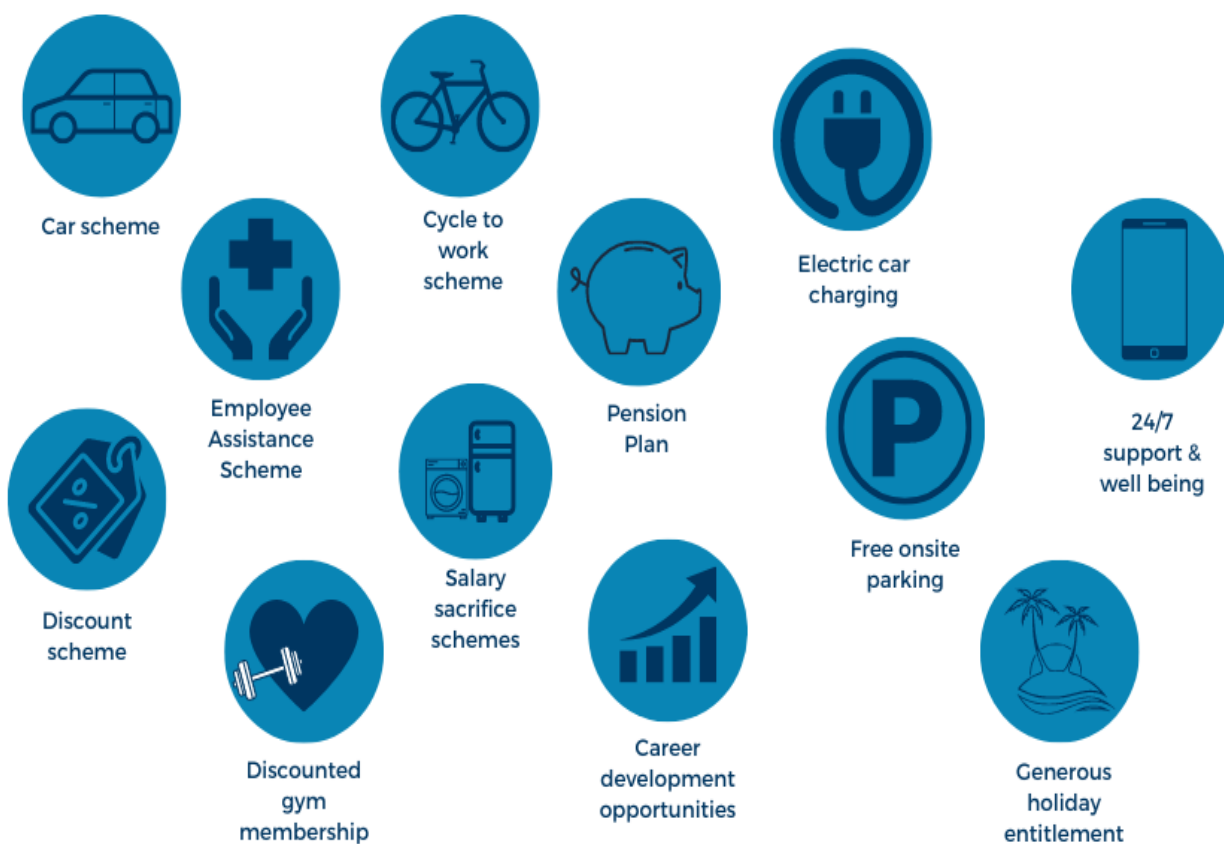 Car scheme
Cycle to
work
scheme
Electric car
charging
Employee
Assistance
Scheme
Pension
Plan
24/7
support &
well being
P
Discount
scheme
%
Salary
sacrifice
schemes
Free onsite
parking
Discounted
gym
membership
Career
development
opportunities
Generous
holiday
entitlement